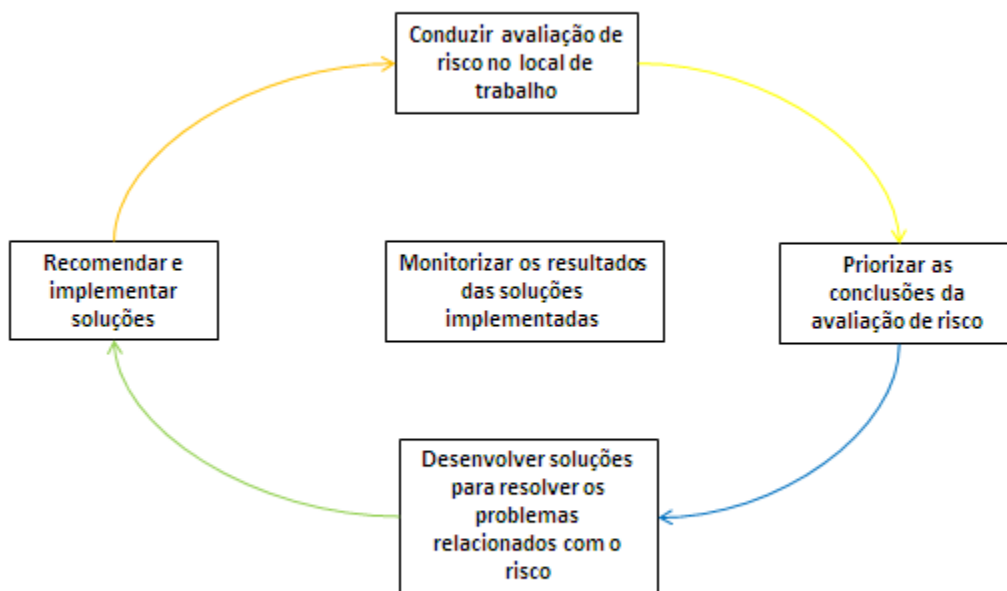 Conduzir avaliação de
risco no local de
trabalho
Recomendar e
implementar
soluções
Monitorizar os resultados
das soluções
implementadas
Priorizar as
conclusões da
avaliação de risco
Desenvolver soluções
para resolver os
problemas
relacionados com o
risco